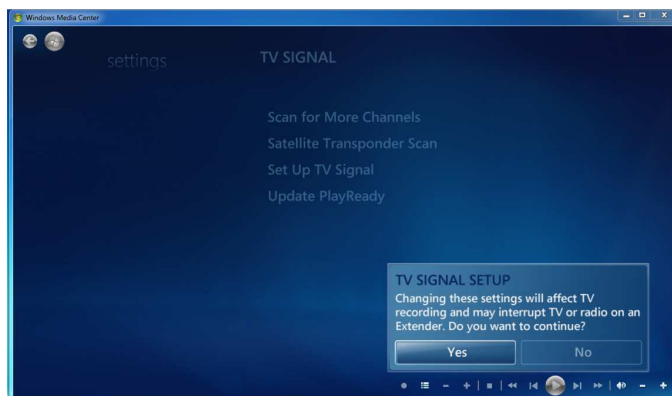 Windows Media Center
settings
TV SIGNAL
Scan for More Channels
Satellite Transponder Scan
Set Up TV Signal
Update PlayReady
TV SIGNAL SETUP
Changing these settings will affect TV
recording and may interrupt TV or radio on an
Extender. Do you want to continue?
Yes
No